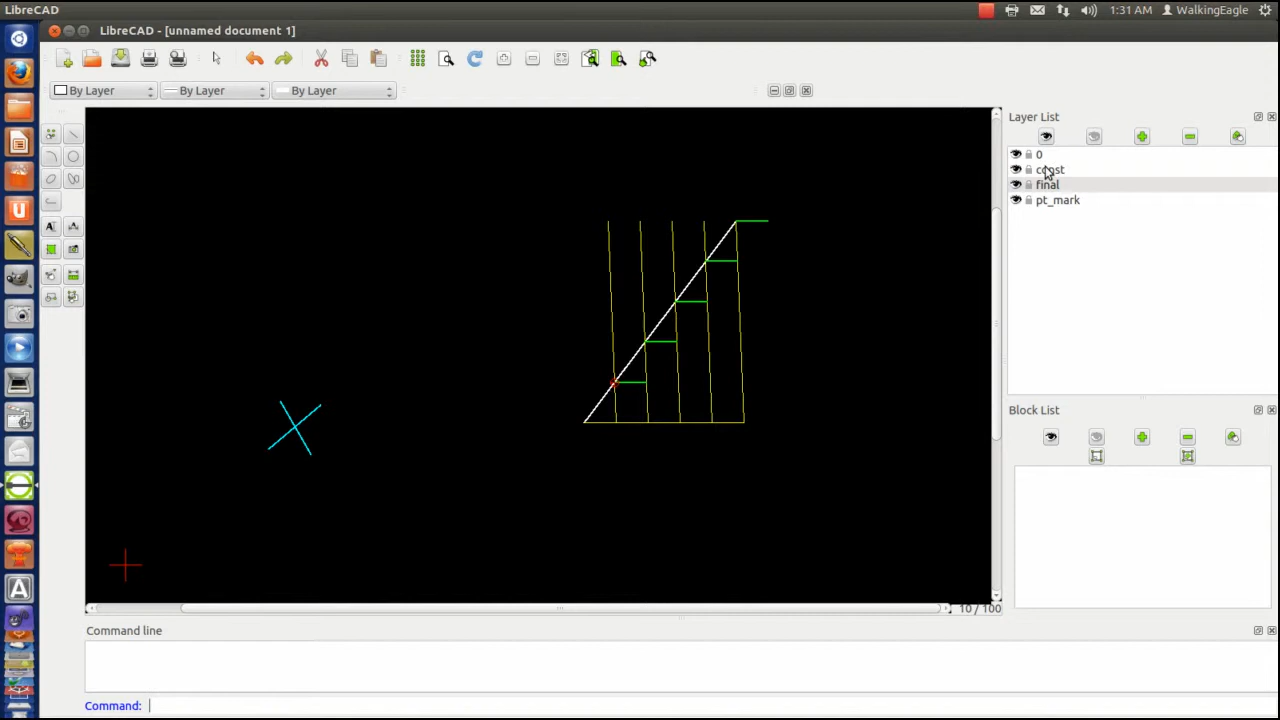 LibreCAD
1:31 AM WalkingEagle
LibreCAD - [unnamed document 1]
By Layer By Layer By Layer
Layer List
0
const
final
pt_mark
Block List
10 / 100
Command line
Command: